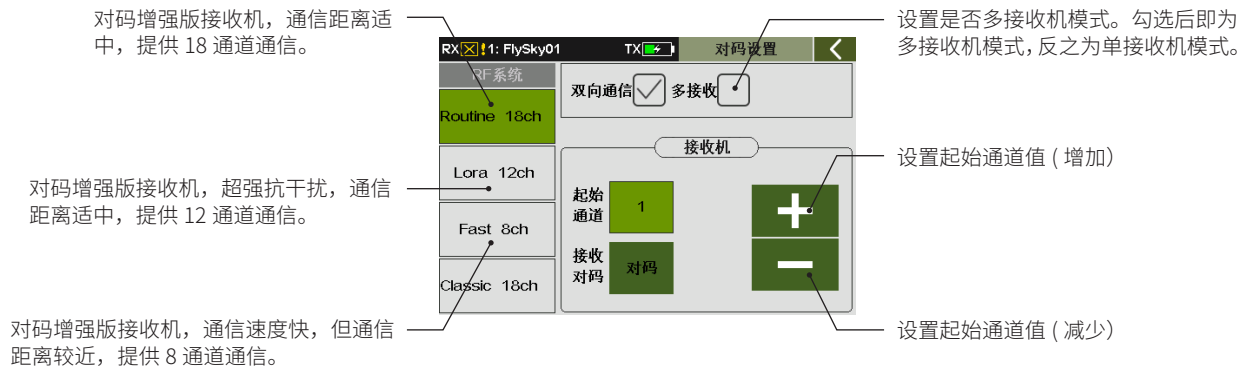 对码增强版接收机，通信距离适
中，提供 18 通道通信。
设置是否多接收机模式。勾选后即为
多接收机模式，反之为单接收机模式。
RX !1: FlySky01 TX 对码设置
RF系统
双向通信 多接收
Routine 18ch
接收机
设置起始通道值 ( 增加）
Lora 12ch
对码增强版接收机，超强抗干扰，通信
距离适中，提供 12 通道通信。
起始
通道
1
Fast 8ch
接收
对码
对码
Classic 18ch
对码增强版接收机，通信速度快，但通信
距离较近，提供 8 通道通信。
设置起始通道值 ( 减少）